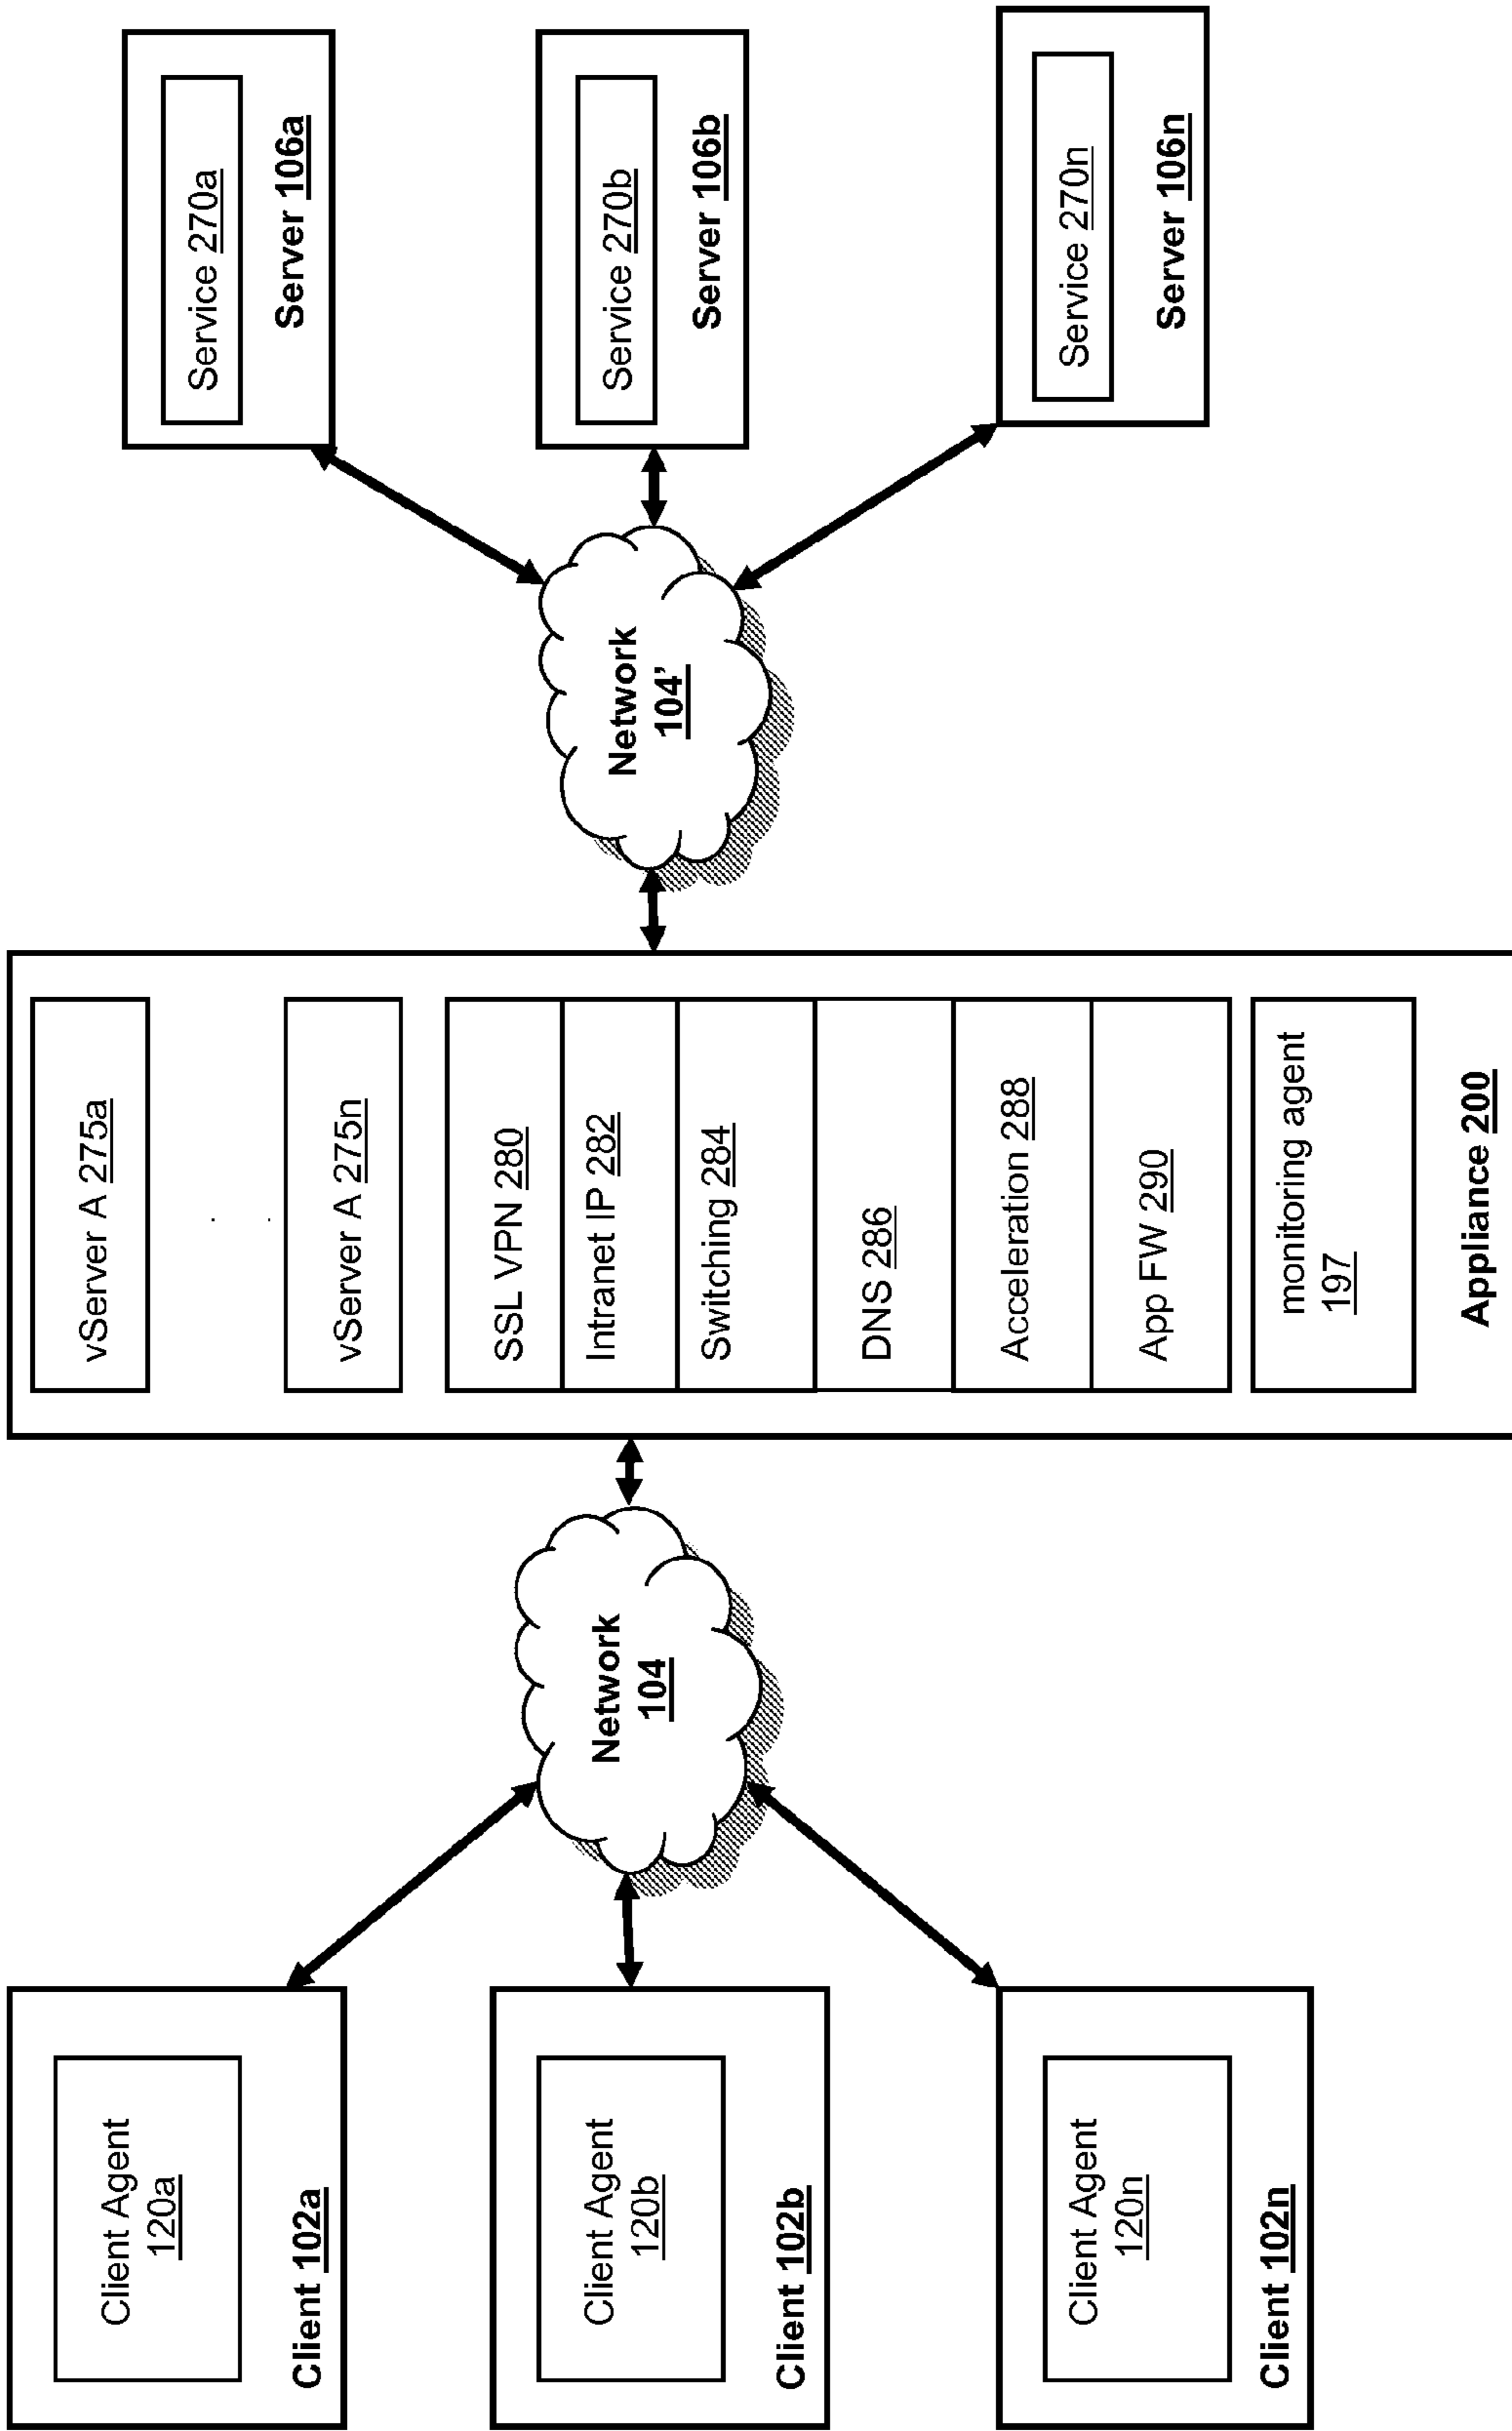 Client Agent
120a
Client 102a
Client Agent
120b
Client 102b
Client Agent
120n
Client 102n
Network
104
vServer A 275a
vServer A 275n
SSL VPN 280
Intranet IP 282
Switching 284
DNS 286
Acceleration 288
App FW 290
monitoring agent
197
Appliance 200
Network
104’
Service 270a
Server 106a
Service 270b
Server 106b
Service 270n
Server 106n